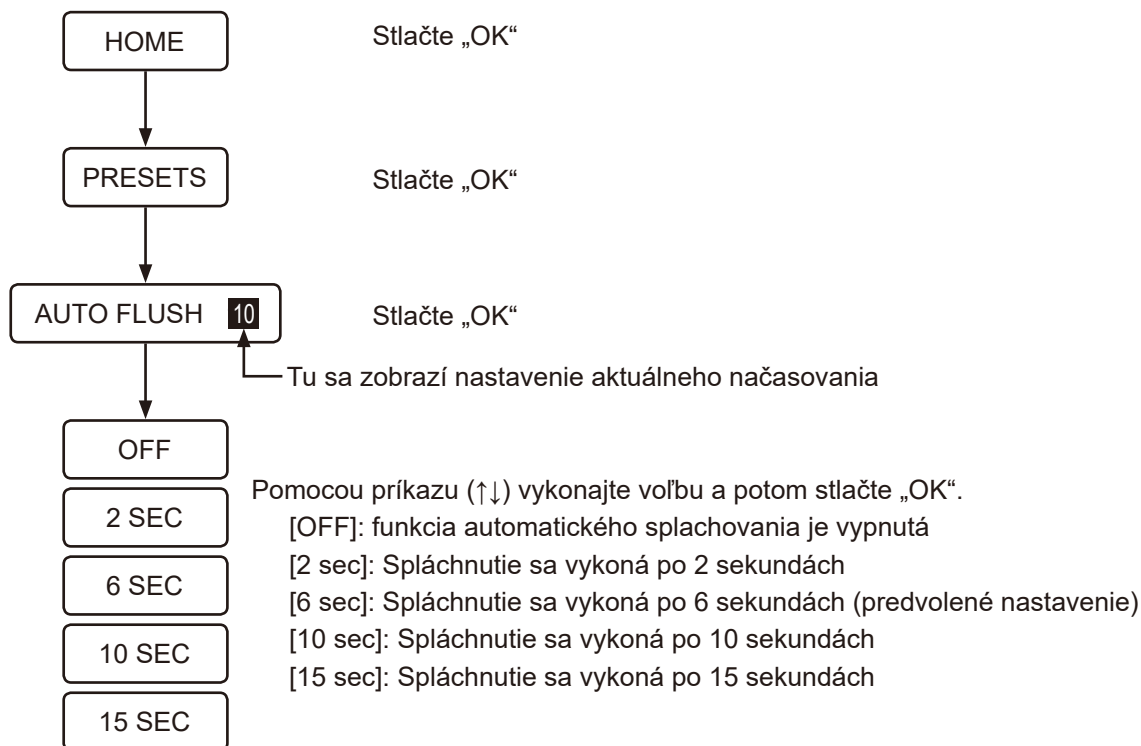 HOME
Stlačte „OK“
PRESETS
Stlačte „OK“
AUTO FLUSH 10
Stlačte „OK“
Tu sa zobrazí nastavenie aktuálneho načasovania
OFF
2 SEC
6 SEC
10 SEC
15 SEC
Pomocou príkazu (↑↓) vykonajte voľbu a potom stlačte „OK“.
[OFF]: funkcia automatického splachovania je vypnutá
[2 sec]: Spláchnutie sa vykoná po 2 sekundách
[6 sec]: Spláchnutie sa vykoná po 6 sekundách (predvolené nastavenie)
[10 sec]: Spláchnutie sa vykoná po 10 sekundách
[15 sec]: Spláchnutie sa vykoná po 15 sekundách